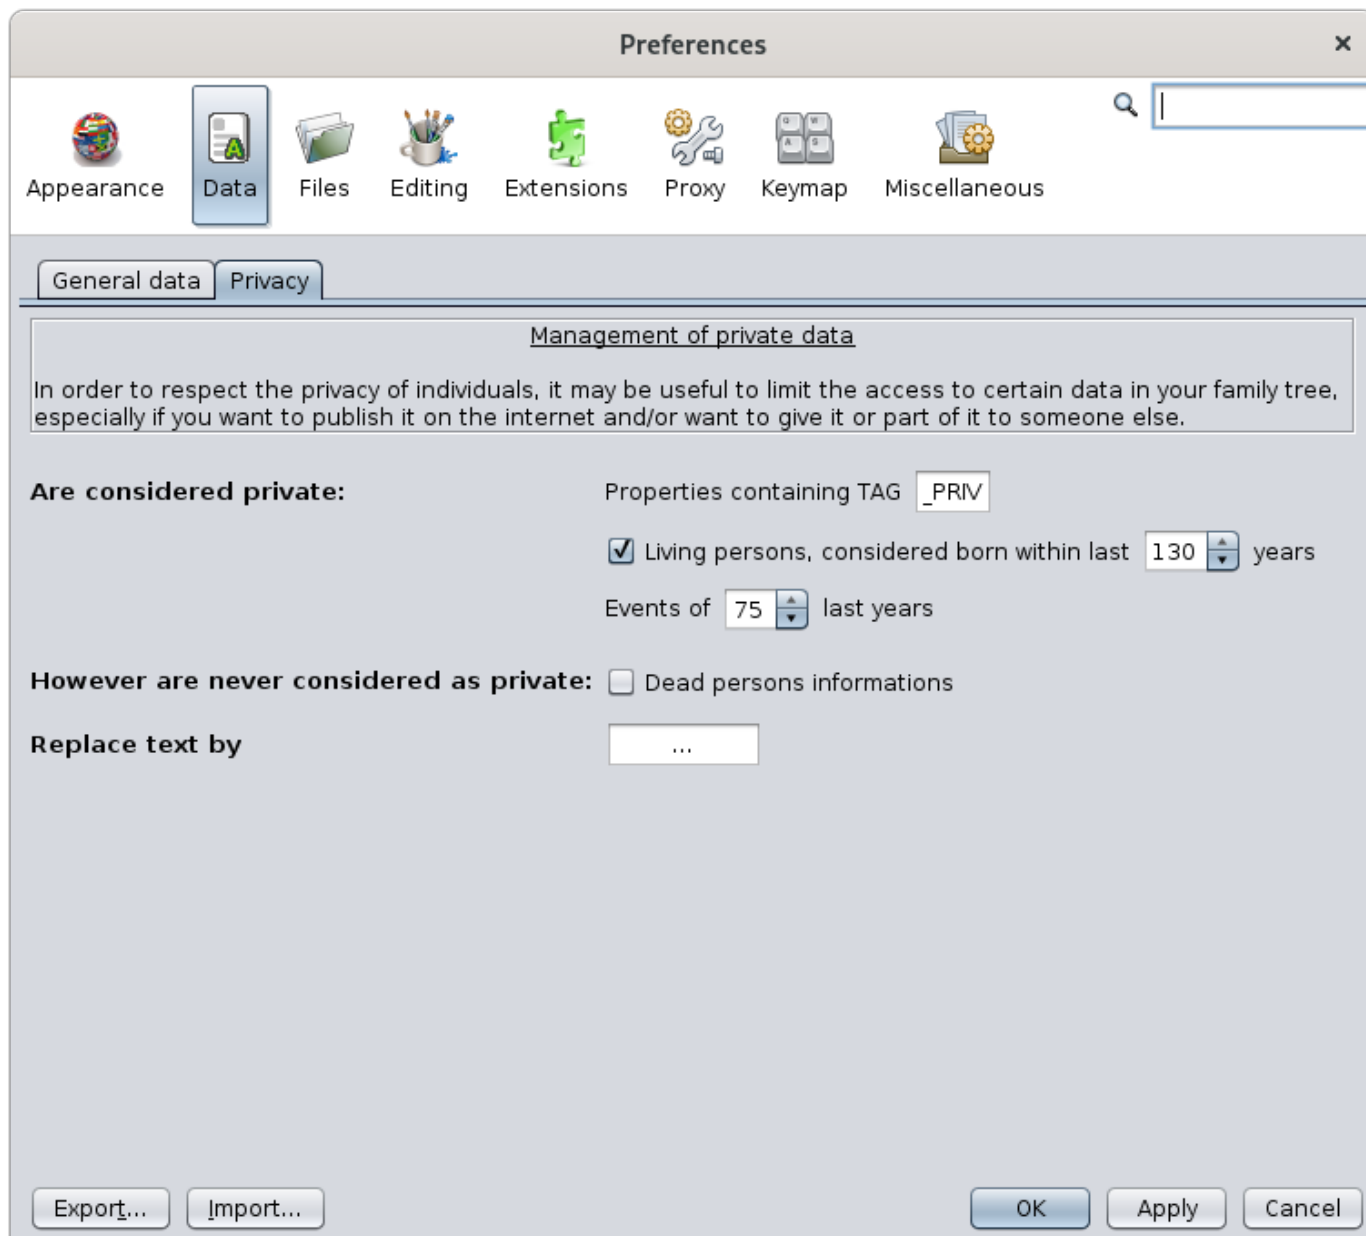 Preferences
Appearance Data Files Editing Extensions Proxy Keymap Miscellaneous
General data Privacy
Management of private data
In order to respect the privacy of individuals, it may be useful to limit the access to certain data in your family tree,
especially if you want to publish it on the internet and/or want to give it or part of it to someone else.
Are considered private: Properties containing TAG _PRIV
Living persons, considered born within last 130 years
Events of 75 last years
However are never considered as private: Dead persons informations
Replace text by ...
Export... Import... OK Apply Cancel